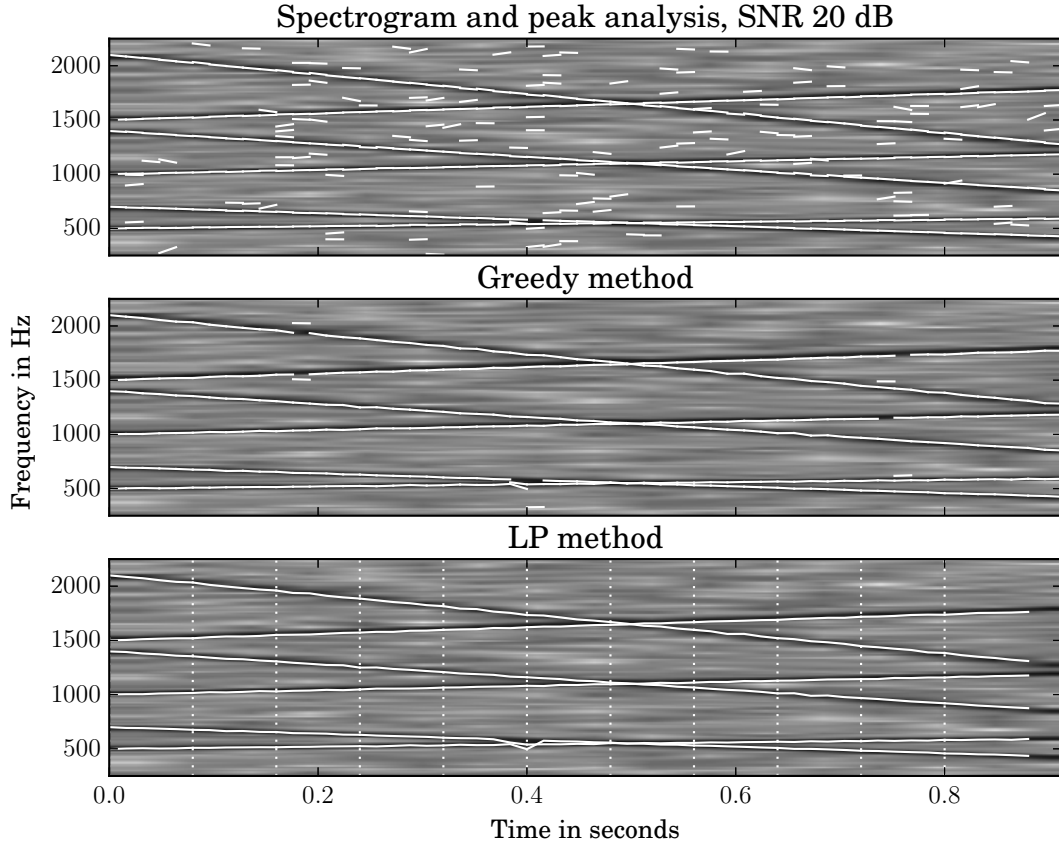 Spectrogram and peak analysis, SNR 20 dB
2000
1500
1000
500
Greedy method
2000
1500
1000
500
Frequency in Hz
LP method
2000
1500
1000
500
0.0 0.2 0.4 0.6 0.8
Time in seconds